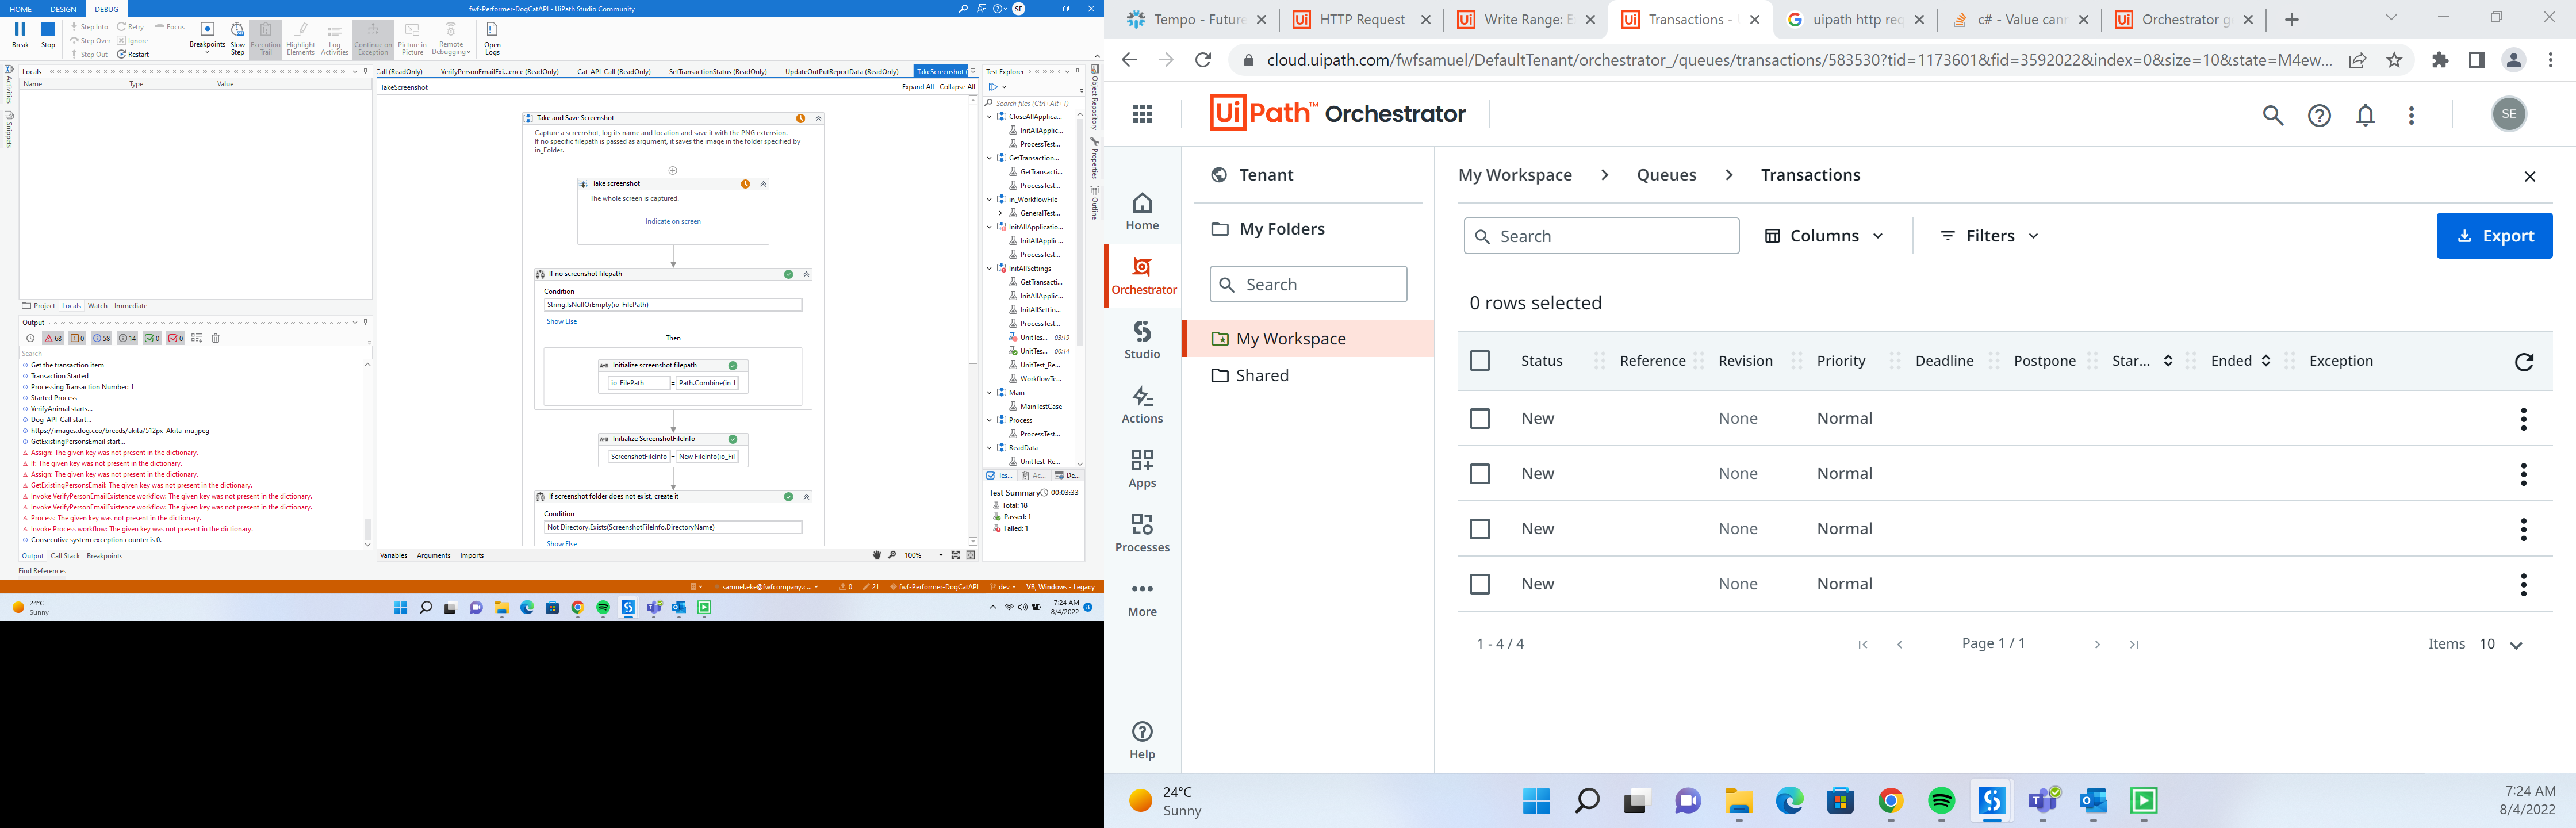 HOME DESIGN DEBUG
fwf-Performer-DogCatAPI - UiPath Studio Community
SE
Break
Stop
Step Into
Step Over
Step Out
Retry
Ignore
Restart
Focus
Breakpoints
Slow Step
Execution Trail
Highlight Elements
Log Activities
Continue on Exception
Picture in Picture
Remote Debugging
Open Logs
Activities
Snippets
Locals
Name Type Value
Project Locals Watch Immediate
Output
68 0 58 14 0 0
Search
Get the transaction item
Transaction Started
Processing Transaction Number: 1
Started Process
VerifyAnimal starts...
Dog_API_Call start...
https://images.dog.ceo/breeds/akita/512px-Akita_inu.jpeg
GetExistingPersonsEmail start...
Assign: The given key was not present in the dictionary.
If: The given key was not present in the dictionary.
Assign: The given key was not present in the dictionary.
GetExistingPersonsEmail: The given key was not present in the dictionary.
Invoke VerifyPersonEmailExistence workflow: The given key was not present in the dictionary.
Invoke VerifyPersonEmailExistence workflow: The given key was not present in the dictionary.
Process: The given key was not present in the dictionary.
Invoke Process workflow: The given key was not present in the dictionary.
Consecutive system exception counter is 0.
Output Call Stack Breakpoints
Find References
Call (ReadOnly) VerifyPersonEmailExi...ence (ReadOnly) Cat_API_Call (ReadOnly) SetTransactionStatus (ReadOnly) UpdateOutPutReportData (ReadOnly) TakeScreenshot (
TakeScreenshot
Expand All Collapse All
Take and Save Screenshot
Capture a screenshot, log its name and location and save it with the PNG extension.
If no specific filepath is passed as argument, it saves the image in the folder specified by
in_Folder.
Take screenshot
The whole screen is captured.
Indicate on screen
If no screenshot filepath
Condition
String.IsNullOrEmpty(io_FilePath)
Show Else
Then
A+B Initialize screenshot filepath
io_FilePath = Path.Combine(in_I
A+B Initialize ScreenshotFileInfo
ScreenshotFileInfo = New FileInfo(io_Fil
If screenshot folder does not exist, create it
Condition
Not Directory.Exists(ScreenshotFileInfo.DirectoryName)
Show Else
Variables Arguments Imports
100%
Test Explorer
Search files (Ctrl+Alt+T)
CloseAllApplica...
InitAllApplic...
ProcessTest...
GetTransaction...
GetTransacti...
ProcessTest...
in_WorkflowFile
GeneralTest...
InitAllApplicatio...
InitAllApplic...
ProcessTest...
InitAllSettings
GetTransacti...
InitAllApplic...
InitAllSettin...
ProcessTest...
UnitTes... 03:19
UnitTes... 00:14
UnitTest_Re...
WorkflowTe...
Main
MainTestCase
Process
ProcessTest...
ReadData
UnitTest_Re...
Tes... Ac... De...
Test Summary 00:03:33
Total: 18
Passed: 1
Failed: 1
Object Repository
Properties
Outline
samuel.eke@fwfcompany.c... 0 21 fwf-Performer-DogCatAPI dev VB, Windows - Legacy
24°C
Sunny
7:24 AM
8/4/2022
8
Tempo - Future
HTTP Request
Write Range: E
Transactions -
uipath http req
c# - Value cann
Orchestrator g
cloud.uipath.com/fwfsamuel/DefaultTenant/orchestrator_/queues/transactions/583530?tid=1173601&fid=3592022&index=0&size=10&state=M4ew...
UiPath™ Orchestrator
SE
Home
Orchestrator
Studio
Actions
Apps
Processes
More
Help
Tenant
My Folders
Search
My Workspace
Shared
My Workspace > Queues > Transactions
Search
Columns
Filters
Export
0 rows selected
Status Reference Revision Priority Deadline Postpone Star... Ended Exception
New None Normal
New None Normal
New None Normal
New None Normal
1 - 4 / 4
Page 1 / 1
Items 10
24°C
Sunny
7:24 AM
8/4/2022